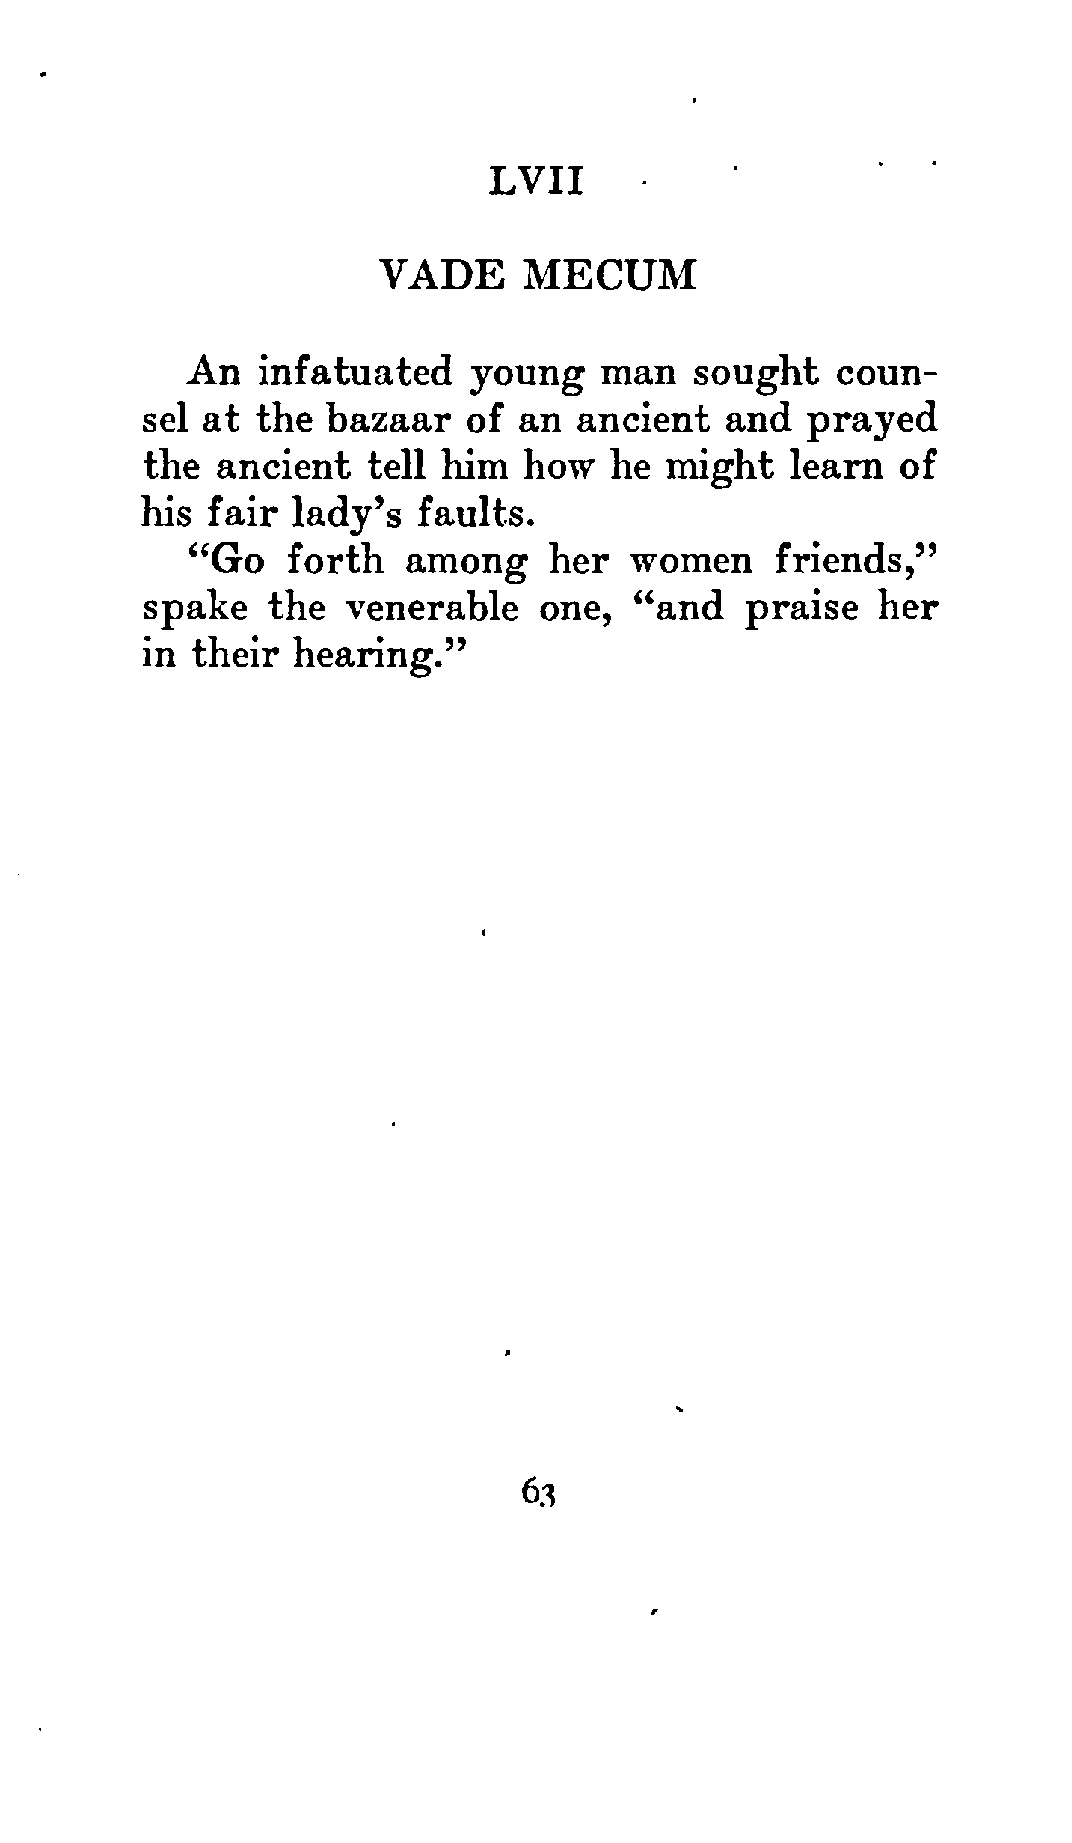 LVII
VADE MECUM
An infatuated young man sought coun-
sel at the bazaar of an ancient and prayed
the ancient tell him how he might learn of
his fair lady's faults.
"Go forth among her women friends,"
spake the venerable one, "and praise her
in their hearing."
63